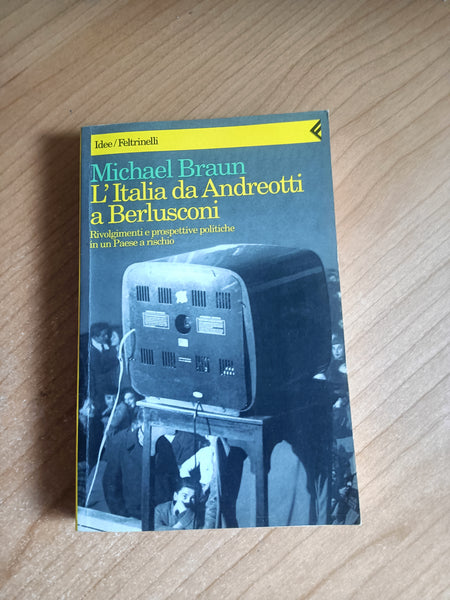 Idee/Feltrinelli
Michael Braun
L'Italia da Andreotti
a Berlusconi
Rivolgimenti e prospettive politiche
in un Paese a rischio